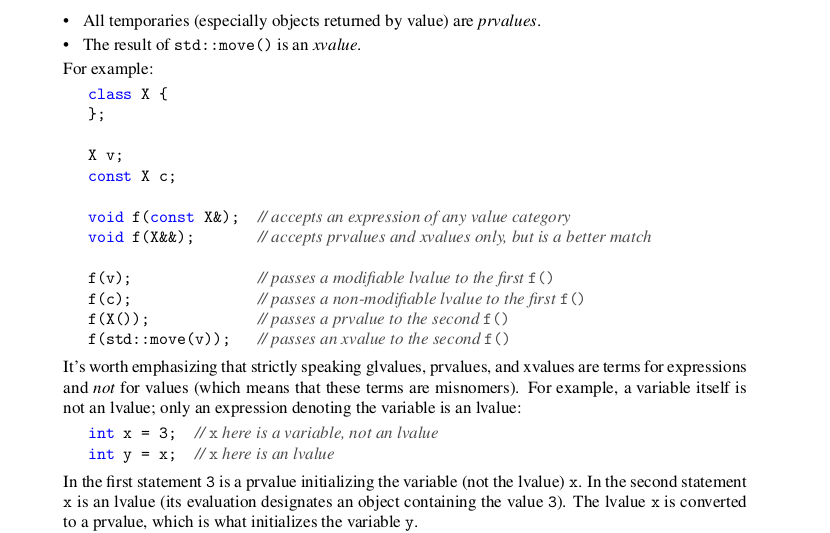 • All temporaries (especially objects returned by value) are prvalues.
• The result of std::move() is an xvalue.
For example:
class X {
};
X v;
const X c;
void f(const X&); // accepts an expression of any value category
void f(X&&); // accepts prvalues and xvalues only, but is a better match
f(v); // passes a modifiable lvalue to the first f()
f(c); // passes a non-modifiable lvalue to the first f()
f(X()); // passes a prvalue to the second f()
f(std::move(v)); // passes an xvalue to the second f()
It's worth emphasizing that strictly speaking glvalues, prvalues, and xvalues are terms for expressions
and not for values (which means that these terms are misnomers). For example, a variable itself is
not an lvalue; only an expression denoting the variable is an lvalue:
int x = 3; // x here is a variable, not an lvalue
int y = x; // x here is an lvalue
In the first statement 3 is a prvalue initializing the variable (not the lvalue) x. In the second statement
x is an lvalue (its evaluation designates an object containing the value 3). The lvalue x is converted
to a prvalue, which is what initializes the variable y.